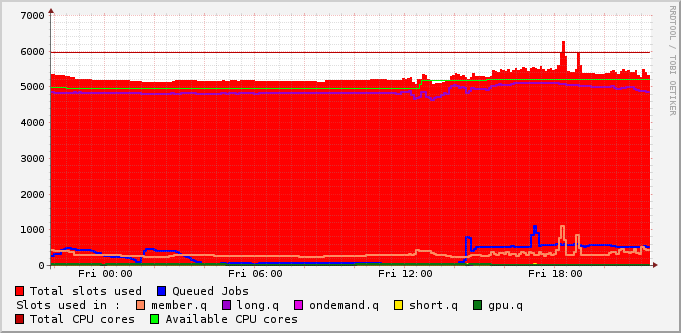 7000
6000
5000
4000
3000
2000
1000
0
Fri 00:00 Fri 06:00 Fri 12:00 Fri 18:00
RRDTOOL / TOBI OETIKER
Total slots used Queued Jobs
Slots used in : member.q long.q ondemand.q short.q gpu.q
Total CPU cores Available CPU cores